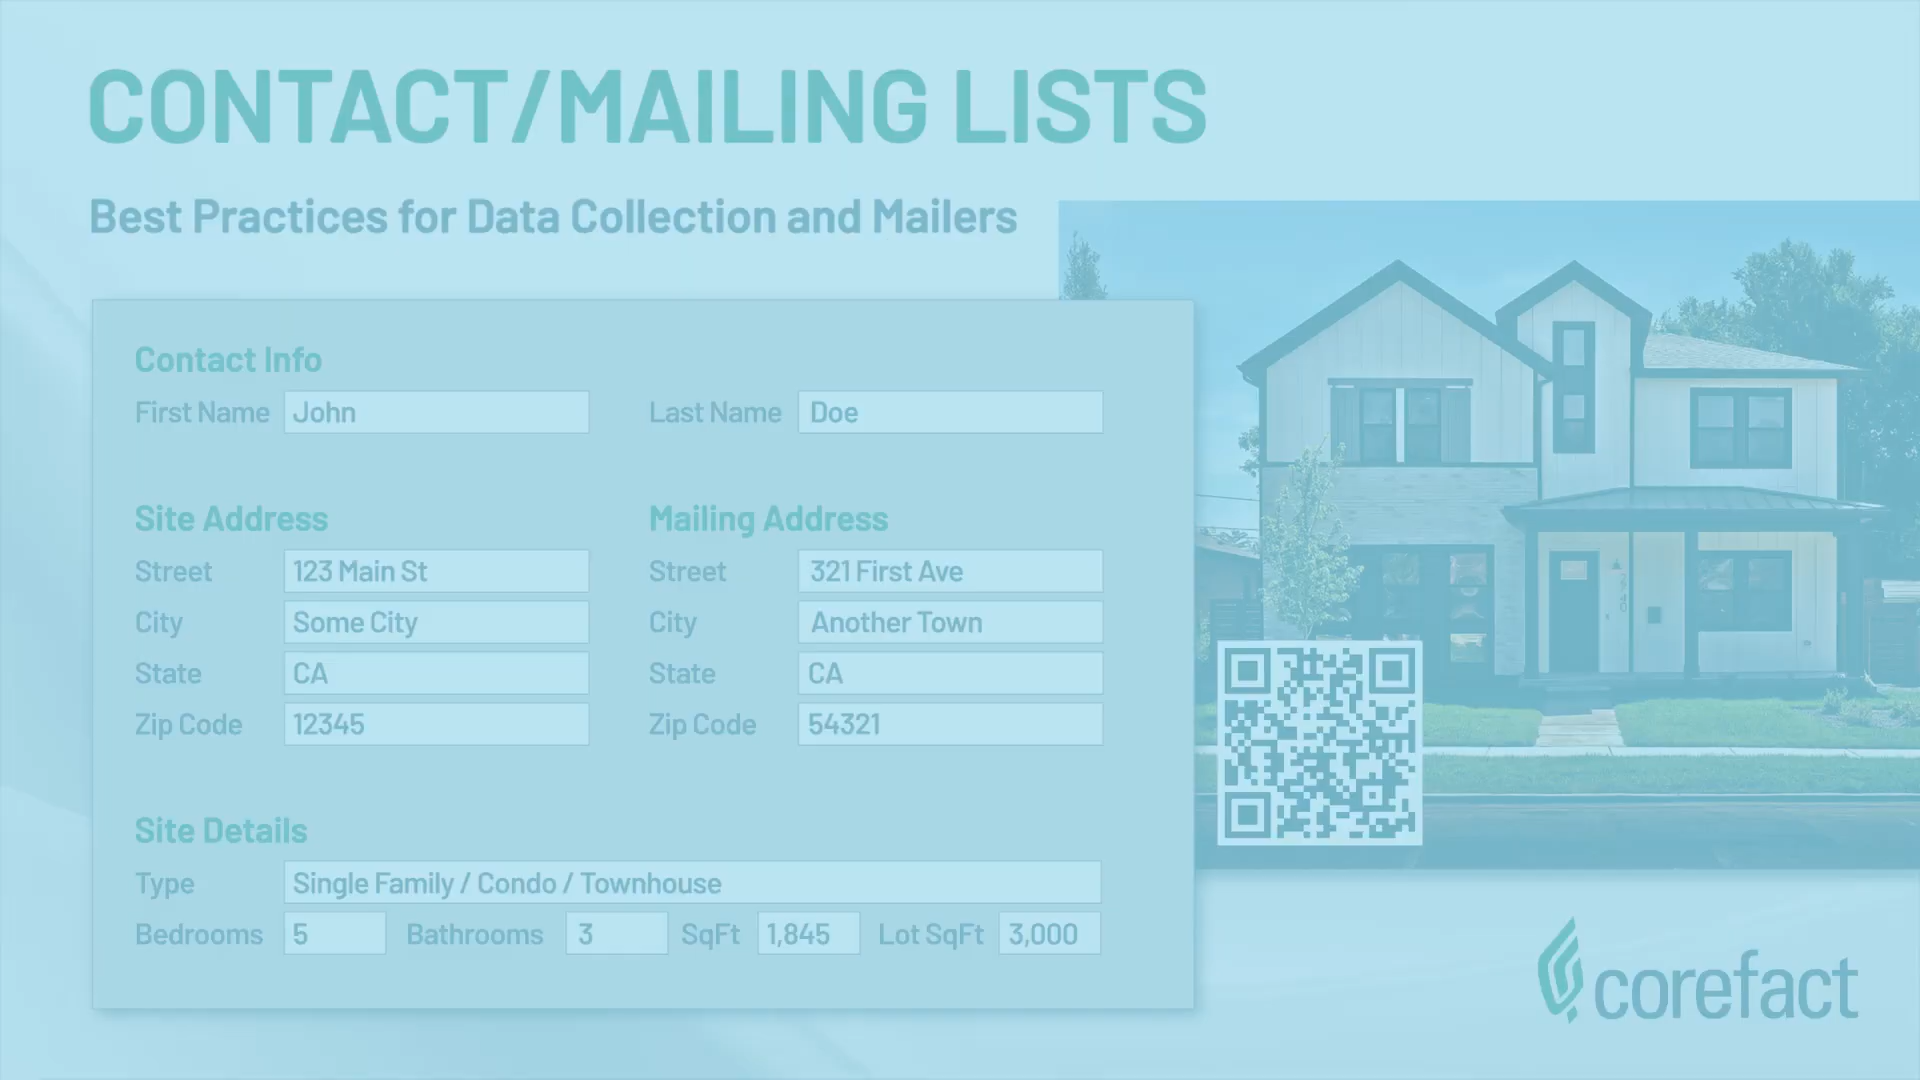 CONTACT/MAILING LISTS
Best Practices for Data Collection and Mailers
Contact Info
First Name John Last Name Doe
Site Address Mailing Address
Street 123 Main St Street 321 First Ave
City Some City City Another Town
State CA State CA
Zip Code 12345 Zip Code 54321
Site Details
Type Single Family / Condo / Townhouse
Bedrooms 5 Bathrooms 3 SqFt 1,845 Lot SqFt 3,000
corefact